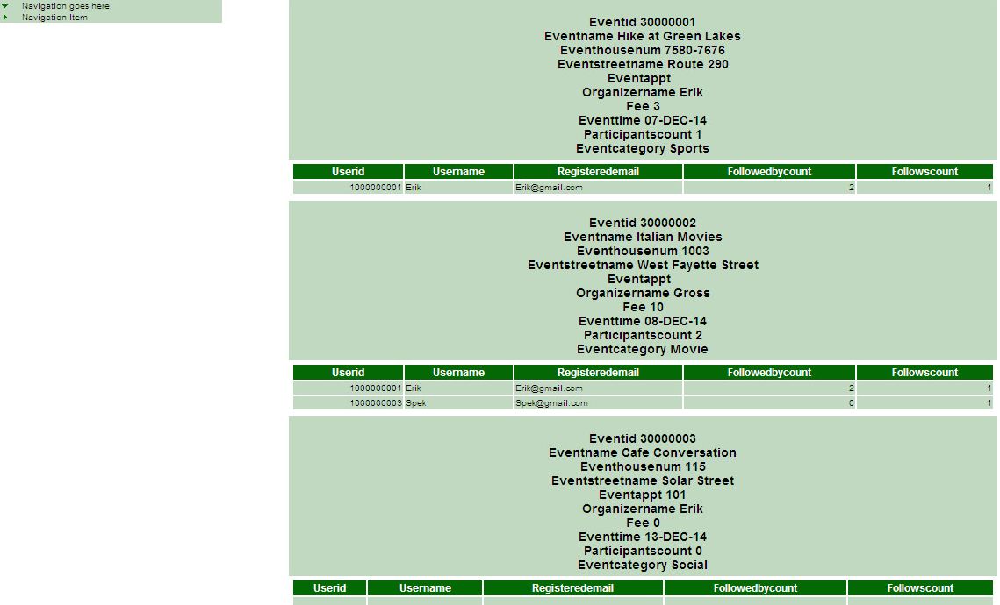 Navigation goes here
Navigation Item
Eventid 30000001
Eventname Hike at Green Lakes
Eventhousenum 7580-7676
Eventstreetname Route 290
Eventappt
Organizername Erik
Fee 3
Eventtime 07-DEC-14
Participantscount 1
Eventcategory Sports
Userid Username Registeredemail Followedbycount Followscount
1000000001 Erik Erik@gmail.com 2 1
Eventid 30000002
Eventname Italian Movies
Eventhousenum 1003
Eventstreetname West Fayette Street
Eventappt
Organizername Gross
Fee 10
Eventtime 08-DEC-14
Participantscount 2
Eventcategory Movie
Userid Username Registeredemail Followedbycount Followscount
1000000001 Erik Erik@gmail.com 2 1
1000000003 Spek Spek@gmail.com 0 1
Eventid 30000003
Eventname Cafe Conversation
Eventhousenum 115
Eventstreetname Solar Street
Eventappt 101
Organizername Erik
Fee 0
Eventtime 13-DEC-14
Participantscount 0
Eventcategory Social
Userid Username Registeredemail Followedbycount Followscount